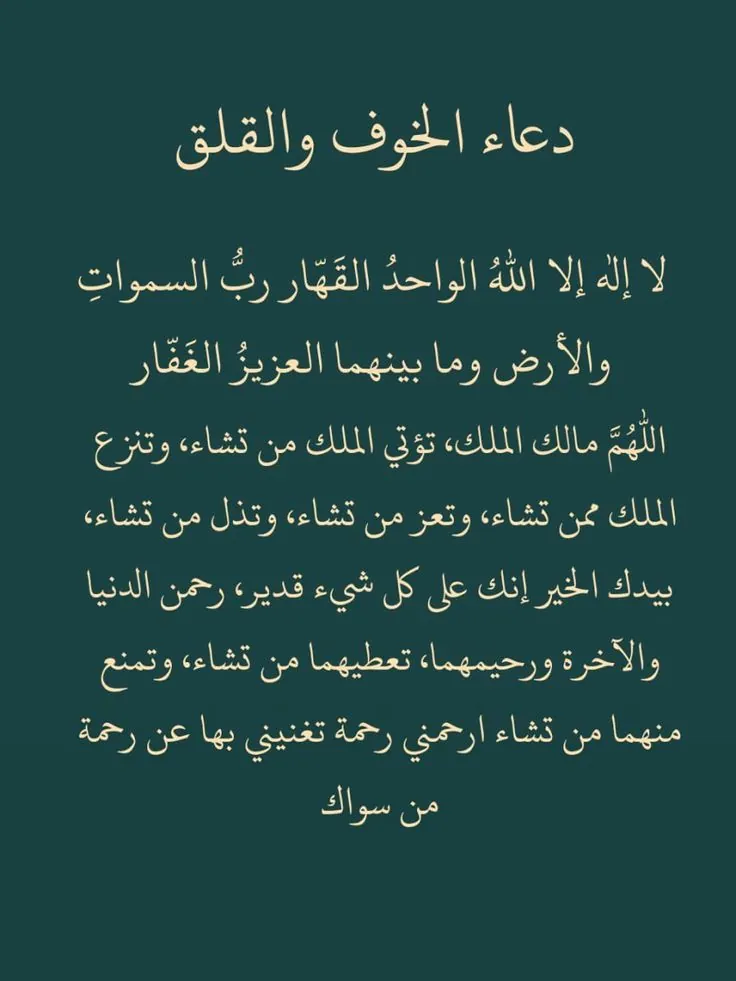 دعاء الخوف والقلق
لا إلٰه إلا اللهُ الواحدُ القَهّار ربُّ السمواتِ
والأرض وما بينهما العزيزُ الغَفّار
اللّٰهُمَّ مالك الملك، تؤتي الملك من تشاء، وتنزع
الملك ممن تشاء، وتعز من تشاء، وتذل من تشاء،
بيدك الخير إنك على كل شيء قدير، رحمن الدنيا
والآخرة ورحيمهما، تعطيهما من تشاء، وتمنع
منهما من تشاء ارحمني رحمة تغنيني بها عن رحمة
من سواك